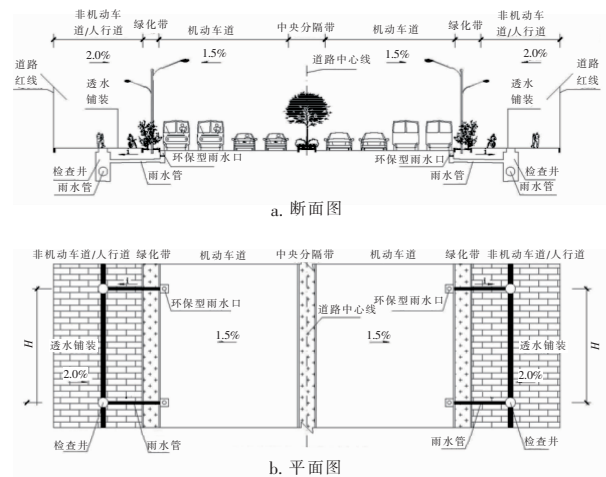 非机动车 绿化带 机动车道 中央分隔带 机动车道 绿化带 非机动车
道/人行道 道/人行道
2.0% 1.5% 道路中心线 1.5% 2.0%
道路 道路
红线 透水 透水 红线
铺装 铺装
检查井 环保型雨水口 环保型雨水口 检查井
雨水管 雨水管 雨水管 雨水管
a. 断面图
非机动车道/人行道 绿化带 机动车道 中央分隔带 机动车道 绿化带 非机动车道/人行道
i i
环保型雨水口 道路中心线 环保型雨水口
H 透水铺装 1.5% 1.5% 透水铺装 H
2.0% 2.0%
检查井 雨水管 雨水管 检查井
b. 平面图